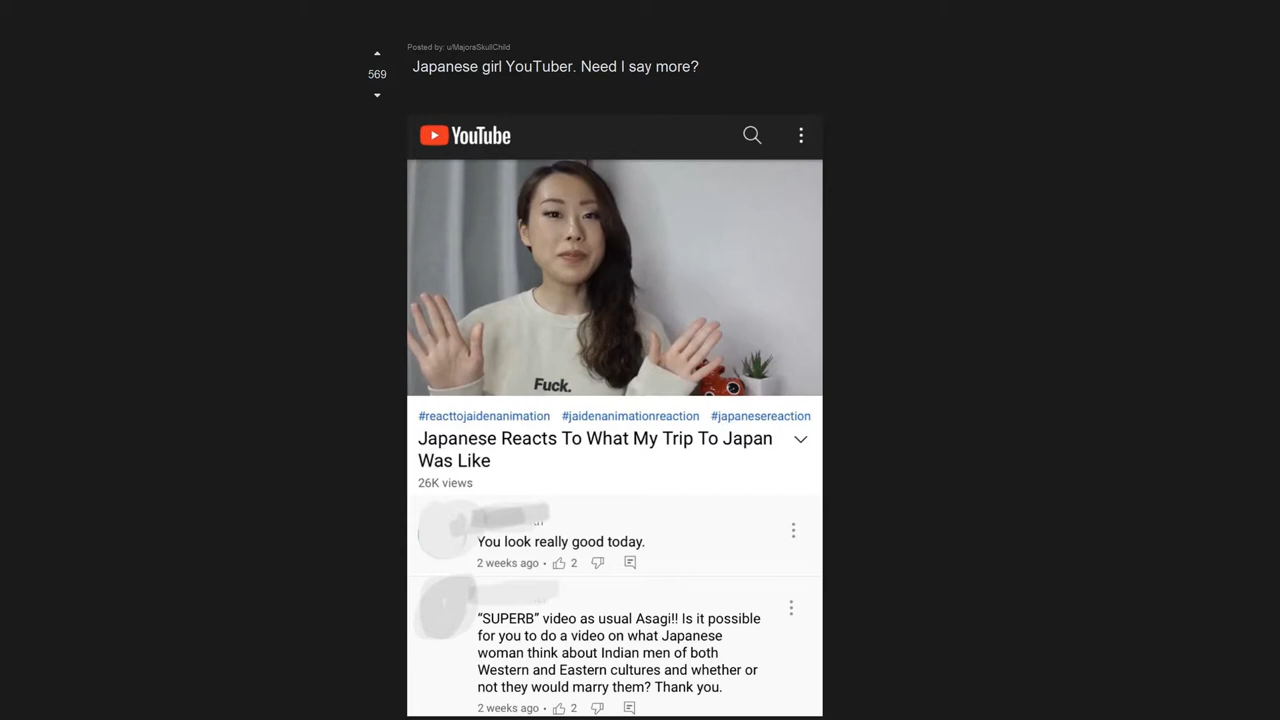 Posted by: u/MajoraSkullChild
569
Japanese girl YouTuber. Need I say more?
YouTube
Fuck.
#reacttojaidenanimation #jaidenanimationreaction #japanesereaction
Japanese Reacts To What My Trip To Japan
Was Like
26K views
You look really good today.
2 weeks ago • 2
“SUPERB” video as usual Asagi!! Is it possible
for you to do a video on what Japanese
woman think about Indian men of both
Western and Eastern cultures and whether or
not they would marry them? Thank you.
2 weeks ago • 2